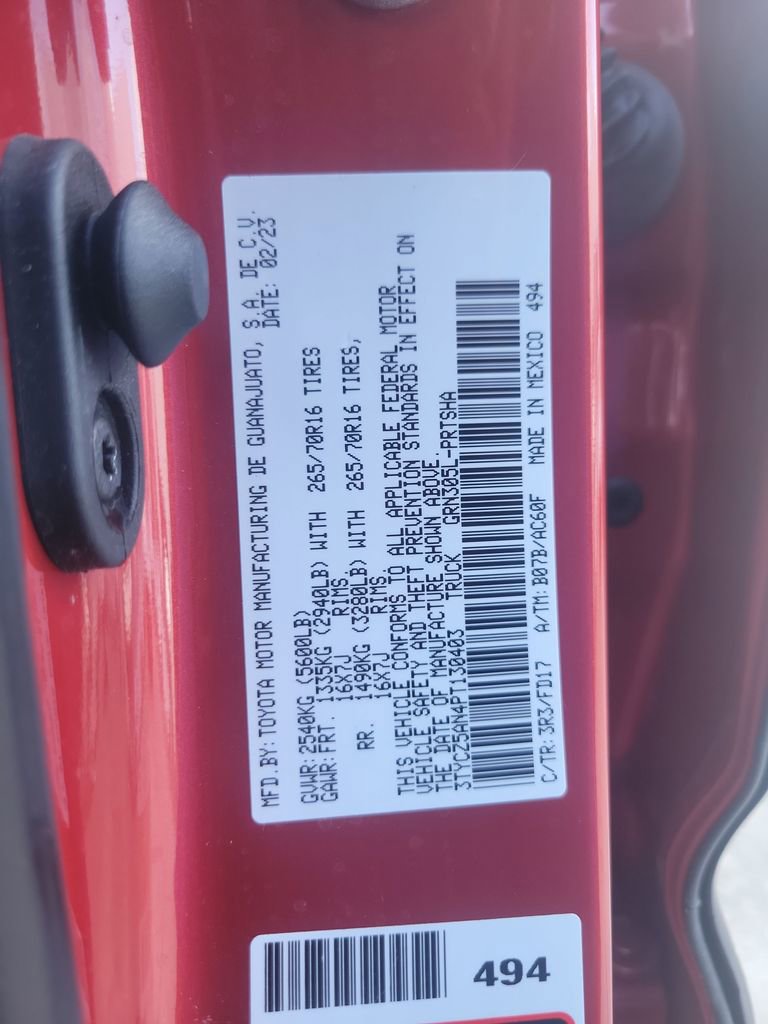 MFD.BY: TOYOTA MOTOR MANUFACTURING DE GUANAJUATO, S.A. DE C.V.
DATE: 02/23
GVWR: 2540KG (5600LB)
GAWR: FRT. 1335KG (2940LB) WITH 265/70R16 TIRES
16X7J RIMS.
RR. 1490KG (3280LB) WITH 265/70R16 TIRES,
16X7J RIMS.
THIS VEHICLE CONFORMS TO ALL APPLICABLE FEDERAL MOTOR
VEHICLE SAFETY AND THEFT PREVENTION STANDARDS IN EFFECT ON
THE DATE OF MANUFACTURE SHOWN ABOVE.
3TYCZ5AN4PT130403 TRUCK GRN305L-PRTSHA
C/TR: 3R3/FD17 A/TM: B07B/AC60F MADE IN MEXICO 494
494